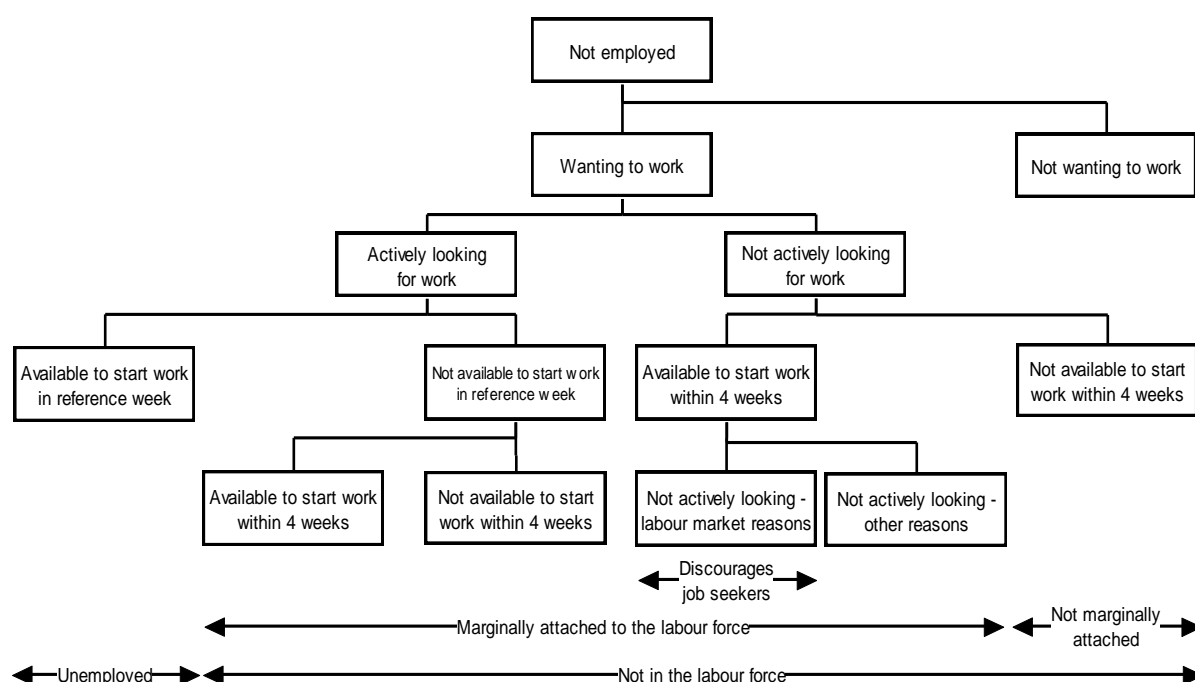 Not employed
Wanting to work
Not wanting to work
Actively looking
for work
Not actively looking
for work
Available to start work
in reference week
Not available to start work
in reference week
Available to start work
within 4 weeks
Not available to start
work within 4 weeks
Available to start work
within 4 weeks
Not available to start
work within 4 weeks
Not actively looking -
labour market reasons
Not actively looking -
other reasons
Discourages
job seekers
Marginally attached to the labour force
Not marginally
attached
Unemployed
Not in the labour force